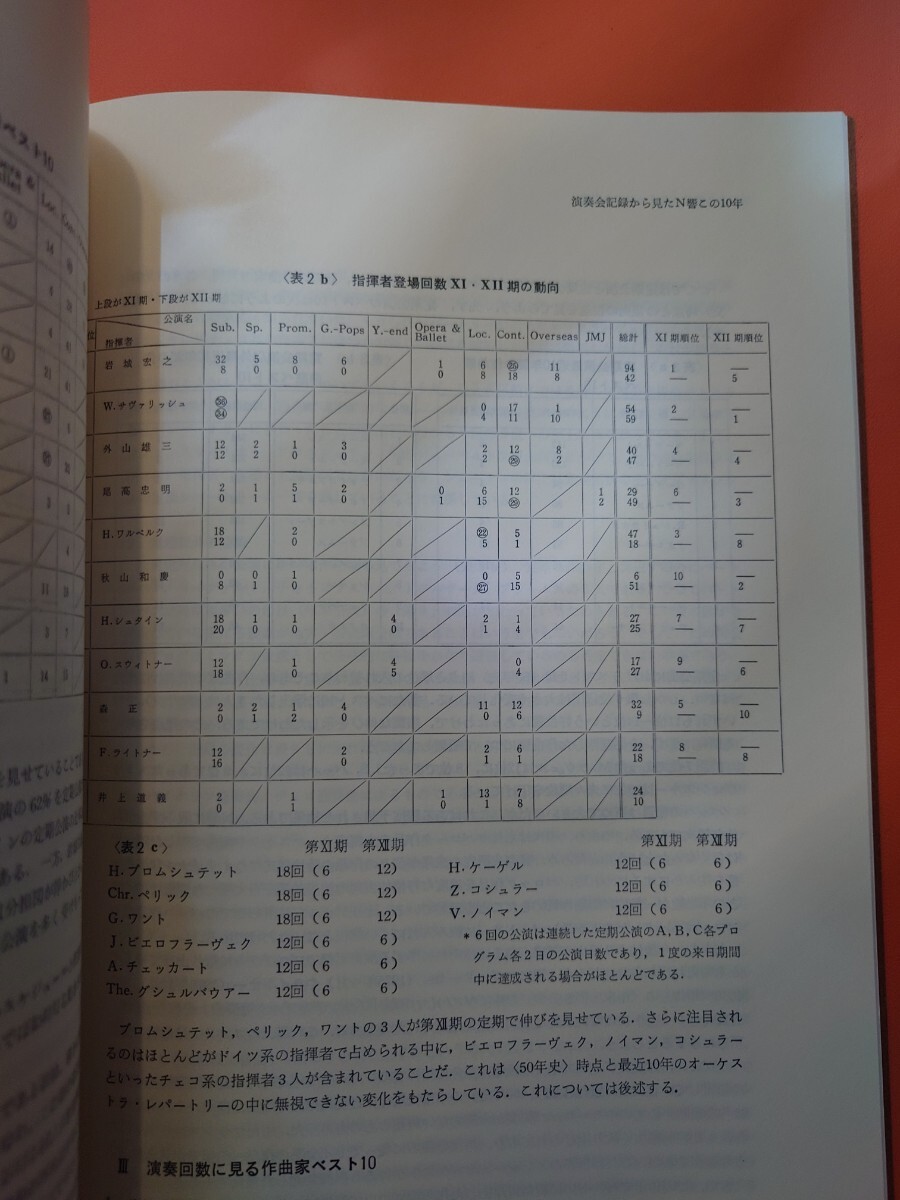 演奏会記録から見たN響この10年
〈表2 b〉 指揮者登場回数 XI・XII 期の動向
上段が XI 期・下段が XII 期
位 公演名 指揮者 Sub. Sp. Prom. G.-Pops Y.-end Opera & Ballet Loc. Cont. Overseas JMJ 総計 XI 期順位 XII 期順位
岩城宏之 32 5 8 6 1 6 ㉕ 11 94 1 —
8 0 0 0 0 8 18 8 42 — 5
W.サヴァリッシュ 0 17 1 54 2 —
㉞ 4 11 10 59 — 1
外山雄三 12 2 1 3 2 12 8 40 4 —
12 2 0 0 2 2 47 — 4
尾高忠明 2 1 5 2 0 6 12 1 29 6 —
0 1 1 0 1 15 2 49 — 3
H.ワルベルク 18 2 ㉒ 5 47 3 —
12 0 5 1 18 — 8
秋山和慶 0 0 1 0 5 6 10 —
8 1 0 ㉗ 15 51 — 2
H.シュタイン 18 1 1 4 2 1 27 7 —
20 0 0 0 1 4 25 — 7
O.スウィトナー 12 1 4 0 17 9 —
18 0 5 4 27 — 6
森正 2 2 1 4 11 12 32 5 —
0 1 2 0 0 6 9 — 10
F.ライトナー 12 2 2 6 22 8 —
16 0 1 1 18 — 8
井上道義 2 1 1 13 7 24
0 1 0 1 8 10
〈表2 c〉 第XI期 第XII期
H.ブロムシュテット 18回 (6 12)
Chr.ペリック 18回 (6 12)
G.ワント 18回 (6 12)
J.ビエロフラーヴェク 12回 (6 6)
A.チェッカート 12回 (6 6)
The.グシュルバウアー 12回 (6 6)
第XI期 第XII期
H.ケーゲル 12回 (6 6)
Z.コシュラー 12回 (6 6)
V.ノイマン 12回 (6 6)
* 6回の公演は連続した定期公演のA,B,C各プロ
グラム各2日の公演日数であり，1度の来日期間
中に達成される場合がほとんどである．
ブロムシュテット，ペリック，ワントの3人が第XII期の定期で伸びを見せている．さらに注目され
るのはほとんどがドイツ系の指揮者で占められる中に，ビエロフラーヴェク，ノイマン，コシュラー
といったチェコ系の指揮者3人が含まれていることだ．これは〈50年史〉時点と最近10年のオーケス
トラ・レパートリーの中に無視できない変化をもたらしている．これについては後述する．
III 演奏回数に見る作曲家ベスト10